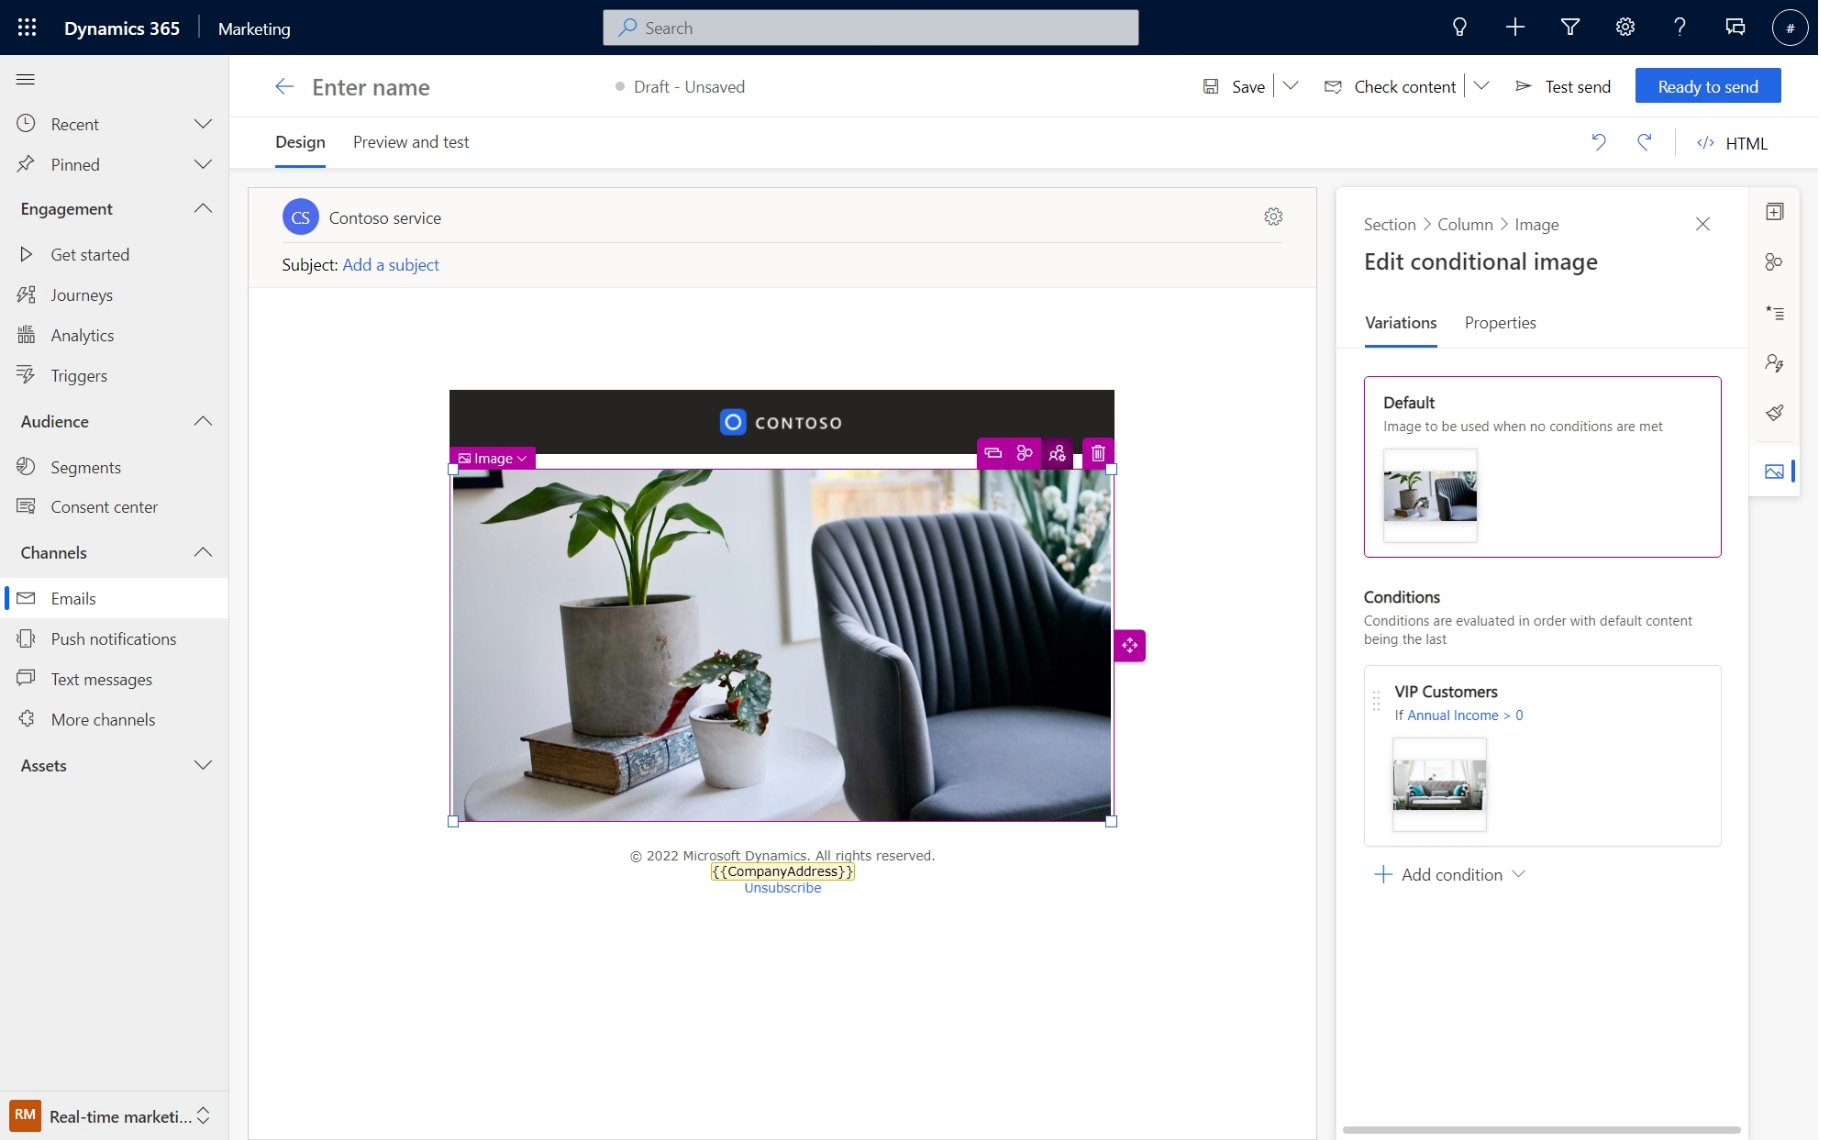 Dynamics 365
Marketing
Search
#
Enter name
Draft - Unsaved
Save
Check content
Test send
Ready to send
Recent
Pinned
Engagement
Get started
Journeys
Analytics
Triggers
Audience
Segments
Consent center
Channels
Emails
Push notifications
Text messages
More channels
Assets
RM
Real-time marketi...
Design
Preview and test
HTML
CS
Contoso service
Subject: Add a subject
CONTOSO
Image
© 2022 Microsoft Dynamics. All rights reserved.
{{CompanyAddress}}
Unsubscribe
Section > Column > Image
Edit conditional image
Variations
Properties
Default
Image to be used when no conditions are met
Conditions
Conditions are evaluated in order with default content
being the last
VIP Customers
If Annual Income > 0
Add condition